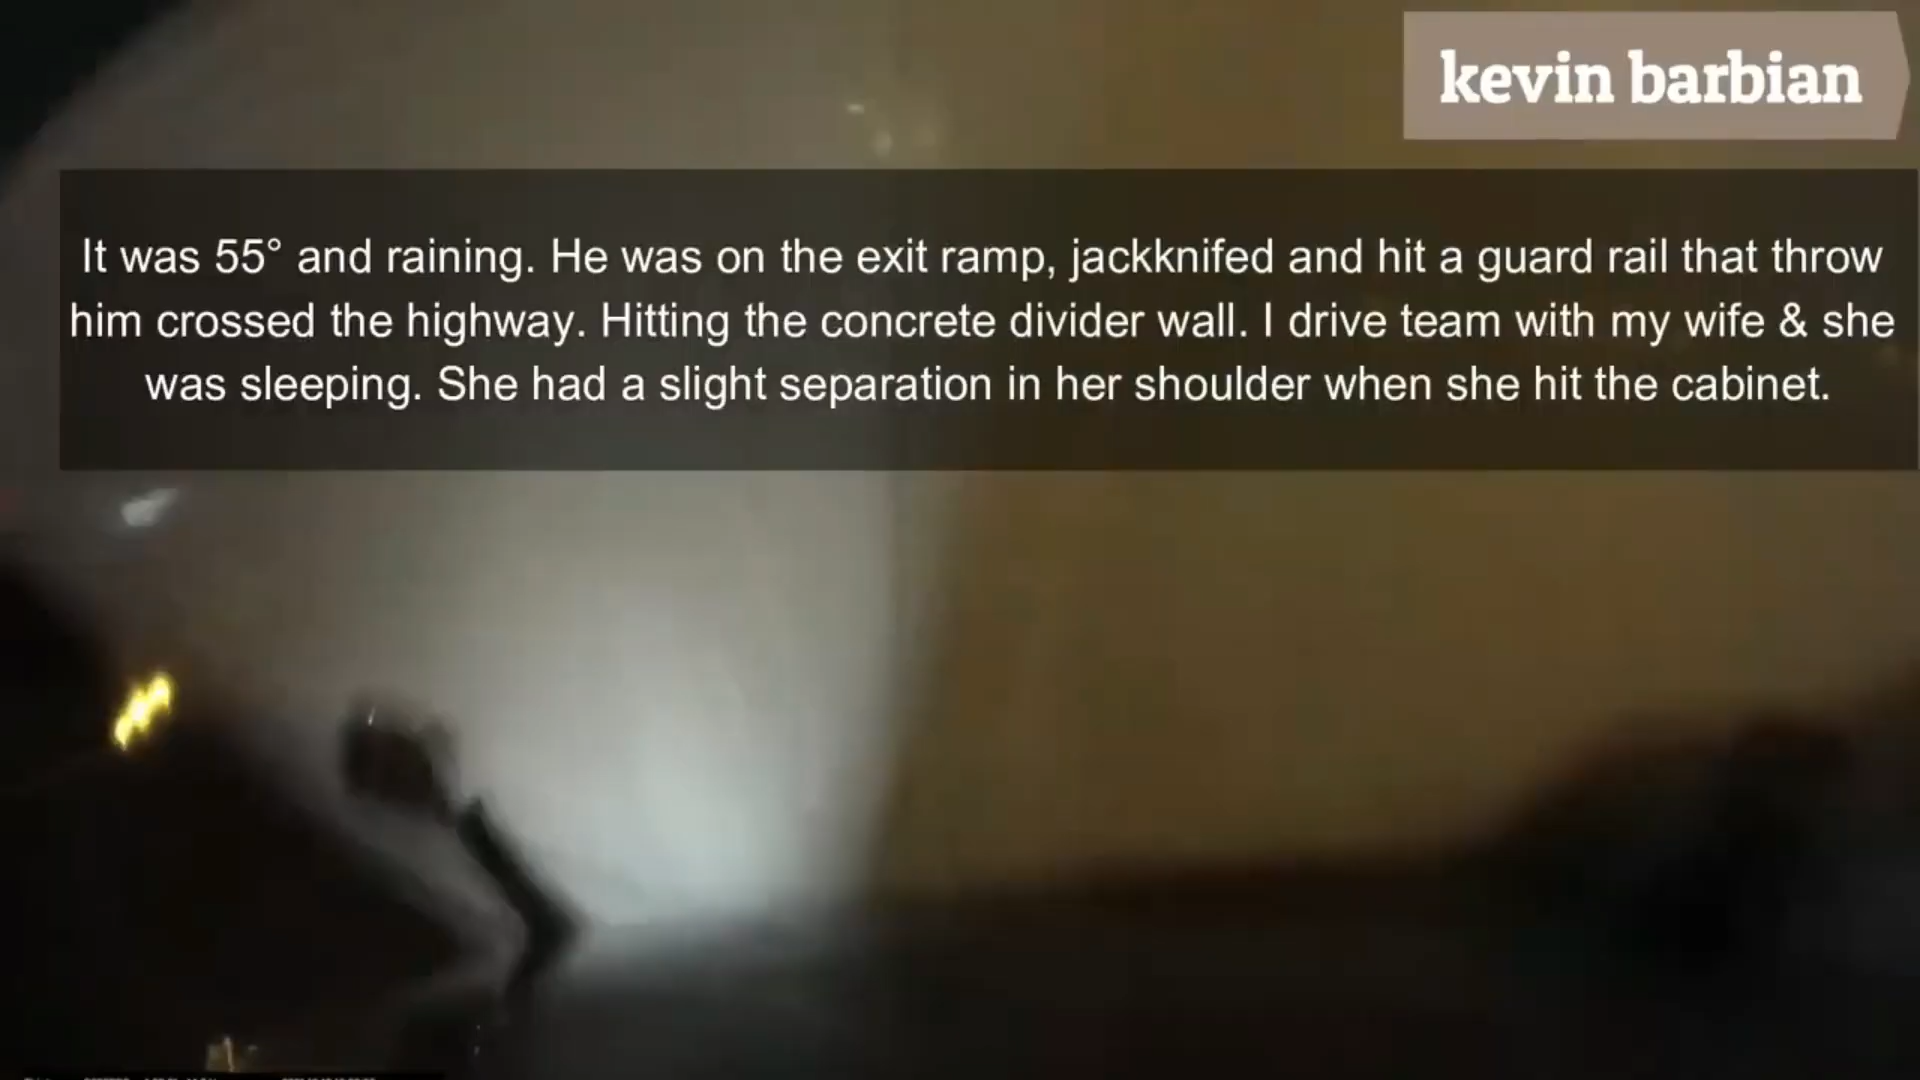 kevin barbian
It was 55° and raining. He was on the exit ramp, jackknifed and hit a guard rail that throw
him crossed the highway. Hitting the concrete divider wall. I drive team with my wife & she
was sleeping. She had a slight separation in her shoulder when she hit the cabinet.